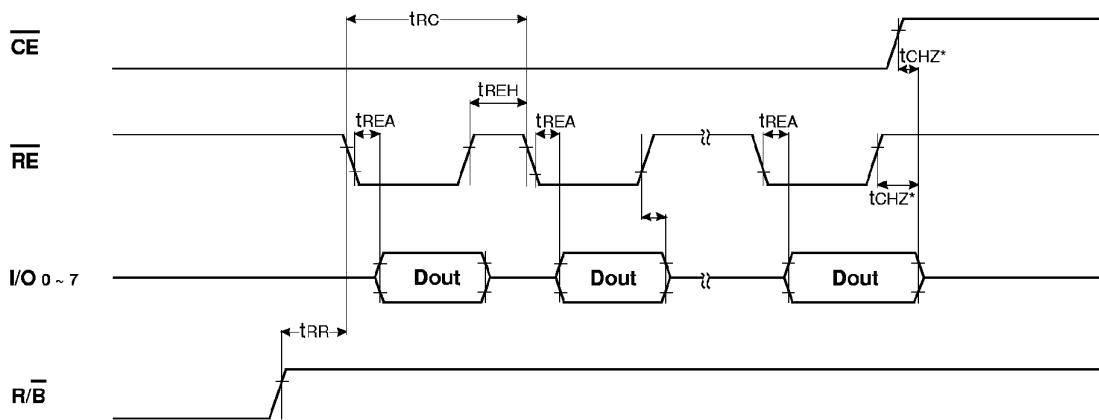 tRC
CE
tCHZ*
tREH
tREA
tREA
tREA
RE
tCHZ*
I/O 0 ~ 7
Dout
Dout
Dout
tRR
R/B